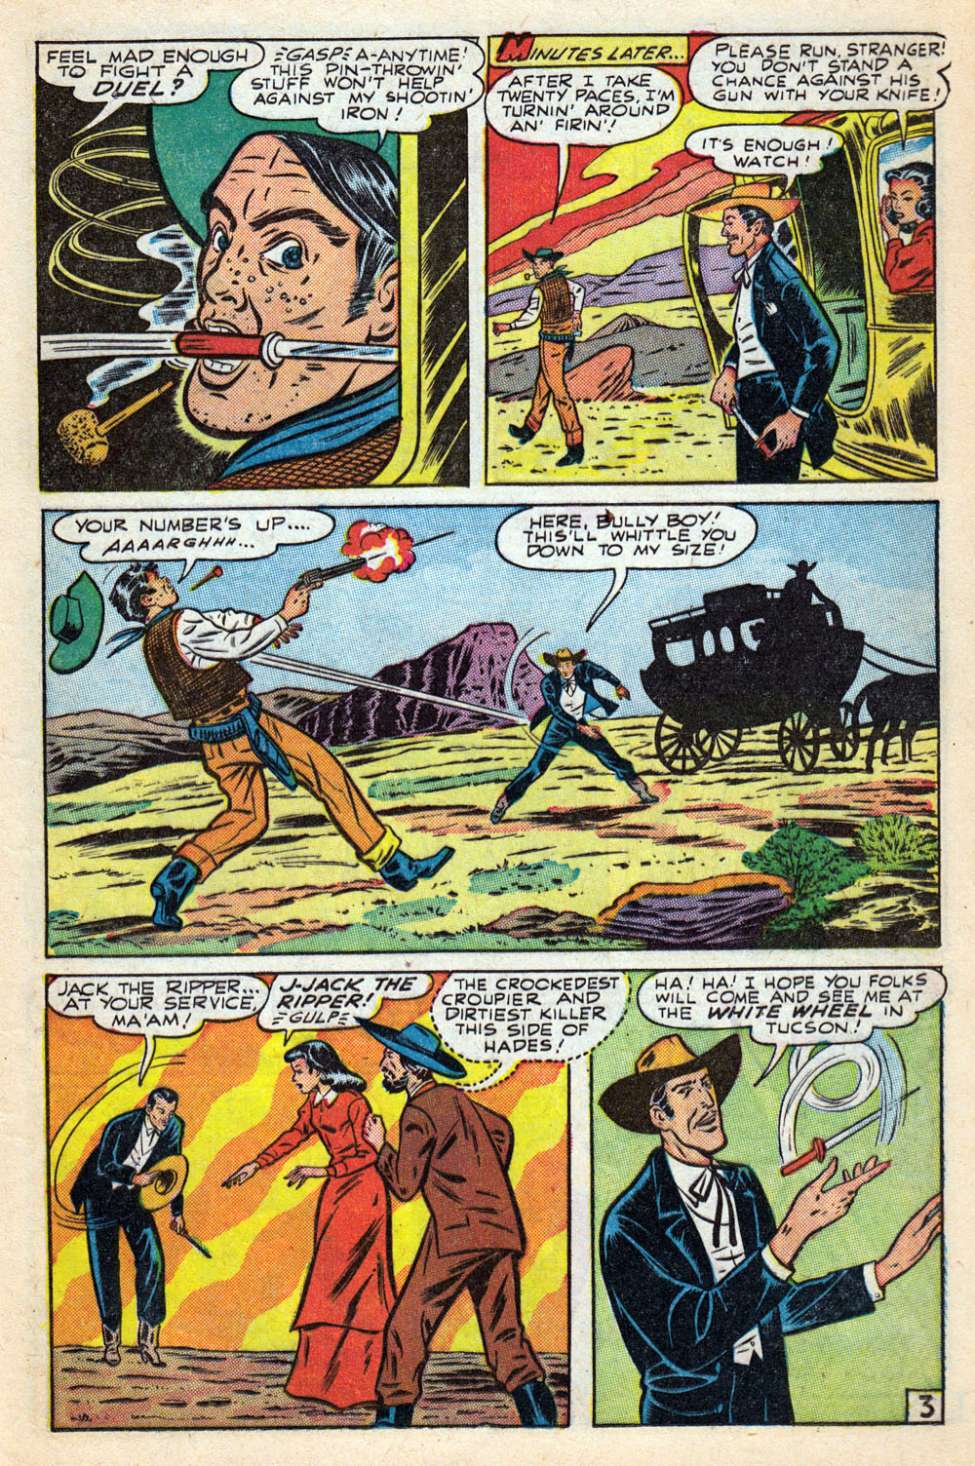 FEEL MAD ENOUGH
TO FIGHT A
DUEL?
GASP A-ANYTIME!
THIS PIN-THROWIN'
STUFF WON'T HELP
AGAINST MY SHOOTIN'
IRON!
MINUTES LATER...
AFTER I TAKE
TWENTY PACES, I'M
TURNIN' AROUND
AN' FIRIN'!
PLEASE RUN, STRANGER!
YOU DON'T STAND A
CHANCE AGAINST HIS
GUN WITH YOUR KNIFE!
IT'S ENOUGH!
WATCH!
YOUR NUMBER'S UP....
AAAARGHHH...
HERE, BULLY BOY!
THIS'LL WHITTLE YOU
DOWN TO MY SIZE!
JACK THE RIPPER...
AT YOUR SERVICE,
MA'AM!
J-JACK THE
RIPPER!
GULP
THE CROOKEDEST
CROUPIER AND
DIRTIEST KILLER
THIS SIDE OF
HADES!
HA! HA! I HOPE YOU FOLKS
WILL COME AND SEE ME AT
THE WHITE WHEEL IN
TUCSON!
3